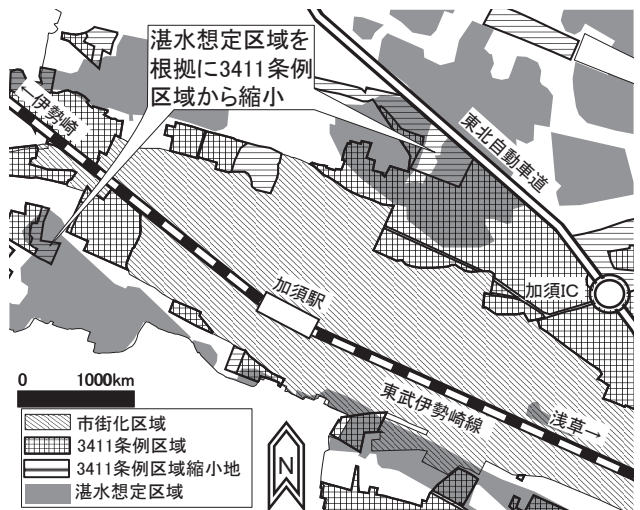 湛水想定区域を
根拠に3411条例
区域から縮小
←伊勢崎
東北自動車道
加須IC
加須駅
東武伊勢崎線
浅草→
0 1000km
市街化区域
3411条例区域
3411条例区域縮小地
湛水想定区域
N